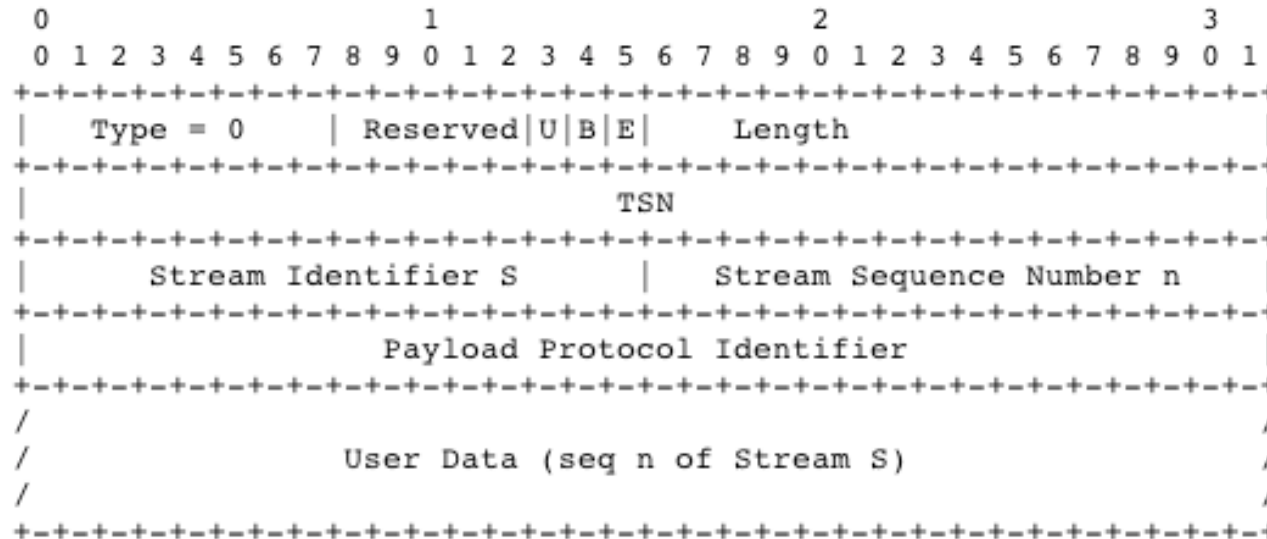 0                   1                   2                   3
0 1 2 3 4 5 6 7 8 9 0 1 2 3 4 5 6 7 8 9 0 1 2 3 4 5 6 7 8 9 0 1
+-+-+-+-+-+-+-+-+-+-+-+-+-+-+-+-+-+-+-+-+-+-+-+-+-+-+-+-+-+-+-+-+
|   Type = 0    | Reserved|U|B|E|    Length                     |
+-+-+-+-+-+-+-+-+-+-+-+-+-+-+-+-+-+-+-+-+-+-+-+-+-+-+-+-+-+-+-+-+
|                              TSN                              |
+-+-+-+-+-+-+-+-+-+-+-+-+-+-+-+-+-+-+-+-+-+-+-+-+-+-+-+-+-+-+-+-+
|      Stream Identifier S      |   Stream Sequence Number n    |
+-+-+-+-+-+-+-+-+-+-+-+-+-+-+-+-+-+-+-+-+-+-+-+-+-+-+-+-+-+-+-+-+
|                  Payload Protocol Identifier                  |
+-+-+-+-+-+-+-+-+-+-+-+-+-+-+-+-+-+-+-+-+-+-+-+-+-+-+-+-+-+-+-+-+
/                                                               /
/                User Data (seq n of Stream S)                  /
/                                                               /
+-+-+-+-+-+-+-+-+-+-+-+-+-+-+-+-+-+-+-+-+-+-+-+-+-+-+-+-+-+-+-+-+